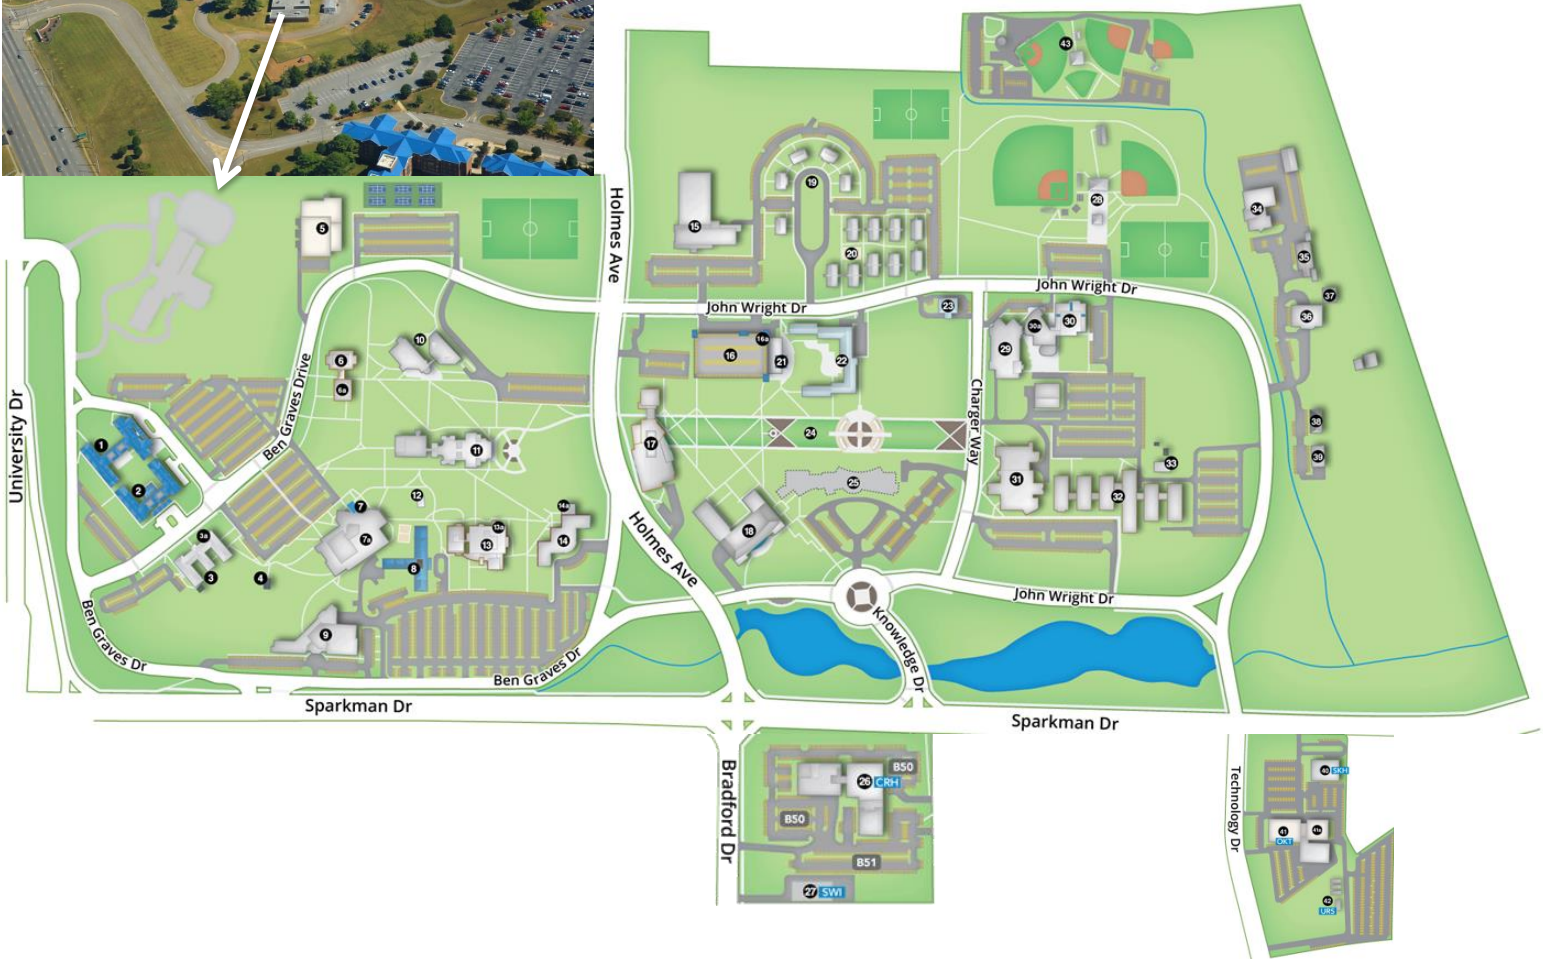 43
Holmes Ave
19
15
28
34
5
20
35
John Wright Dr
37
John Wright Dr
23
36
30
30a
16a
10
29
16
21
22
6
6a
University Dr
Ben Graves Drive
Charger Way
38
24
1
17
11
39
33
31
25
2
12
32
7
14a
Holmes Ave
13a
18
3a
7a
13
14
8
3
4
John Wright Dr
Knowledge Dr
Ben Graves Dr
9
Ben Graves Dr
Sparkman Dr
Sparkman Dr
Bradford Dr
B50
26 CRH
B50
B51
27 SWI
Technology Dr
40 SKH
41
41a
OKT
42
URS